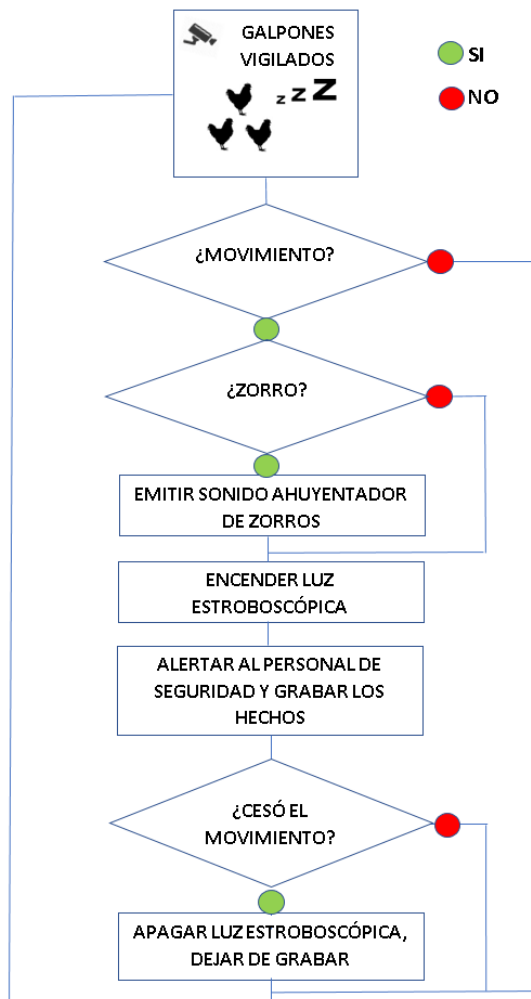 GALPONES
VIGILADOS
z z Z
SI
NO
¿MOVIMIENTO?
¿ZORRO?
EMITIR SONIDO AHUYENTADOR
DE ZORROS
ENCENDER LUZ
ESTROBOSCÓPICA
ALERTAR AL PERSONAL DE
SEGURIDAD Y GRABAR LOS
HECHOS
¿CESÓ EL
MOVIMIENTO?
APAGAR LUZ ESTROBOSCÓPICA,
DEJAR DE GRABAR